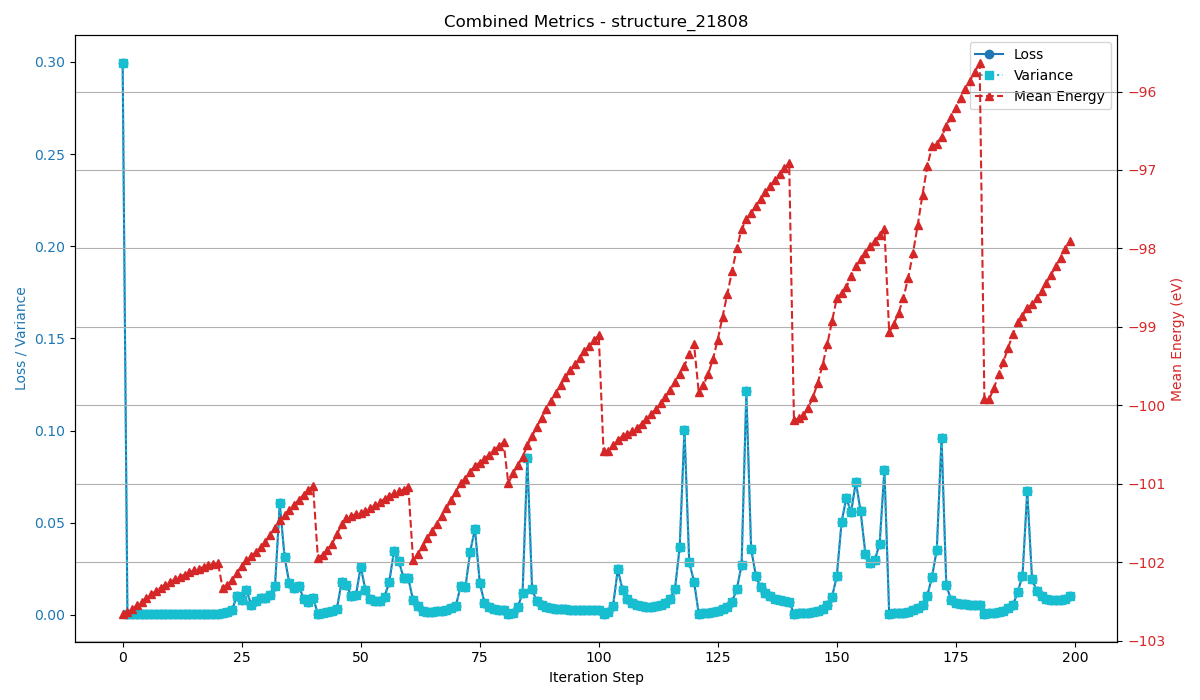 Combined Metrics - structure_21808
Loss
Variance
Mean Energy
0.30
0.25
0.20
0.15
0.10
0.05
0.00
Loss / Variance
−96
−97
−98
−99
−100
−101
−102
−103
Mean Energy (eV)
0 25 50 75 100 125 150 175 200
Iteration Step